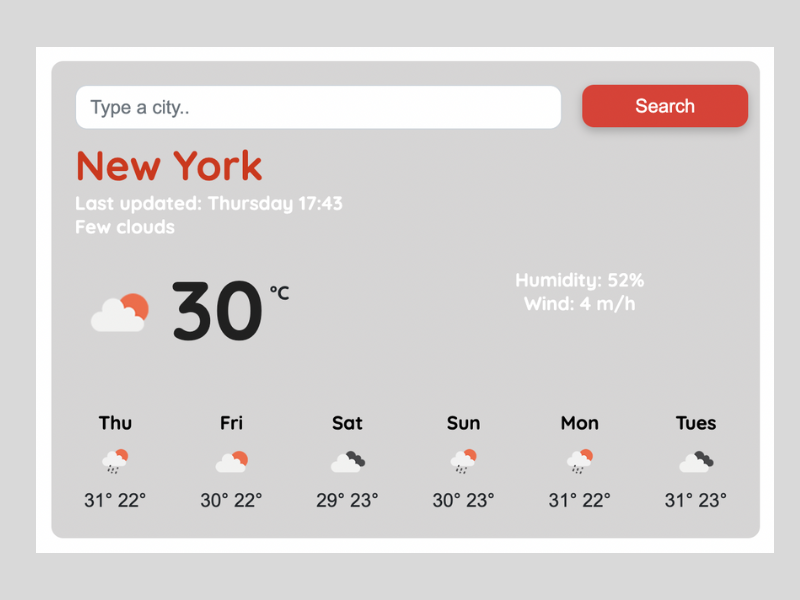 Type a city..
Search
New York
Last updated: Thursday 17:43
Few clouds
30 °C
Humidity: 52%
Wind: 4 m/h
Thu Fri Sat Sun Mon Tues
31° 22° 30° 22° 29° 23° 30° 23° 31° 22° 31° 23°